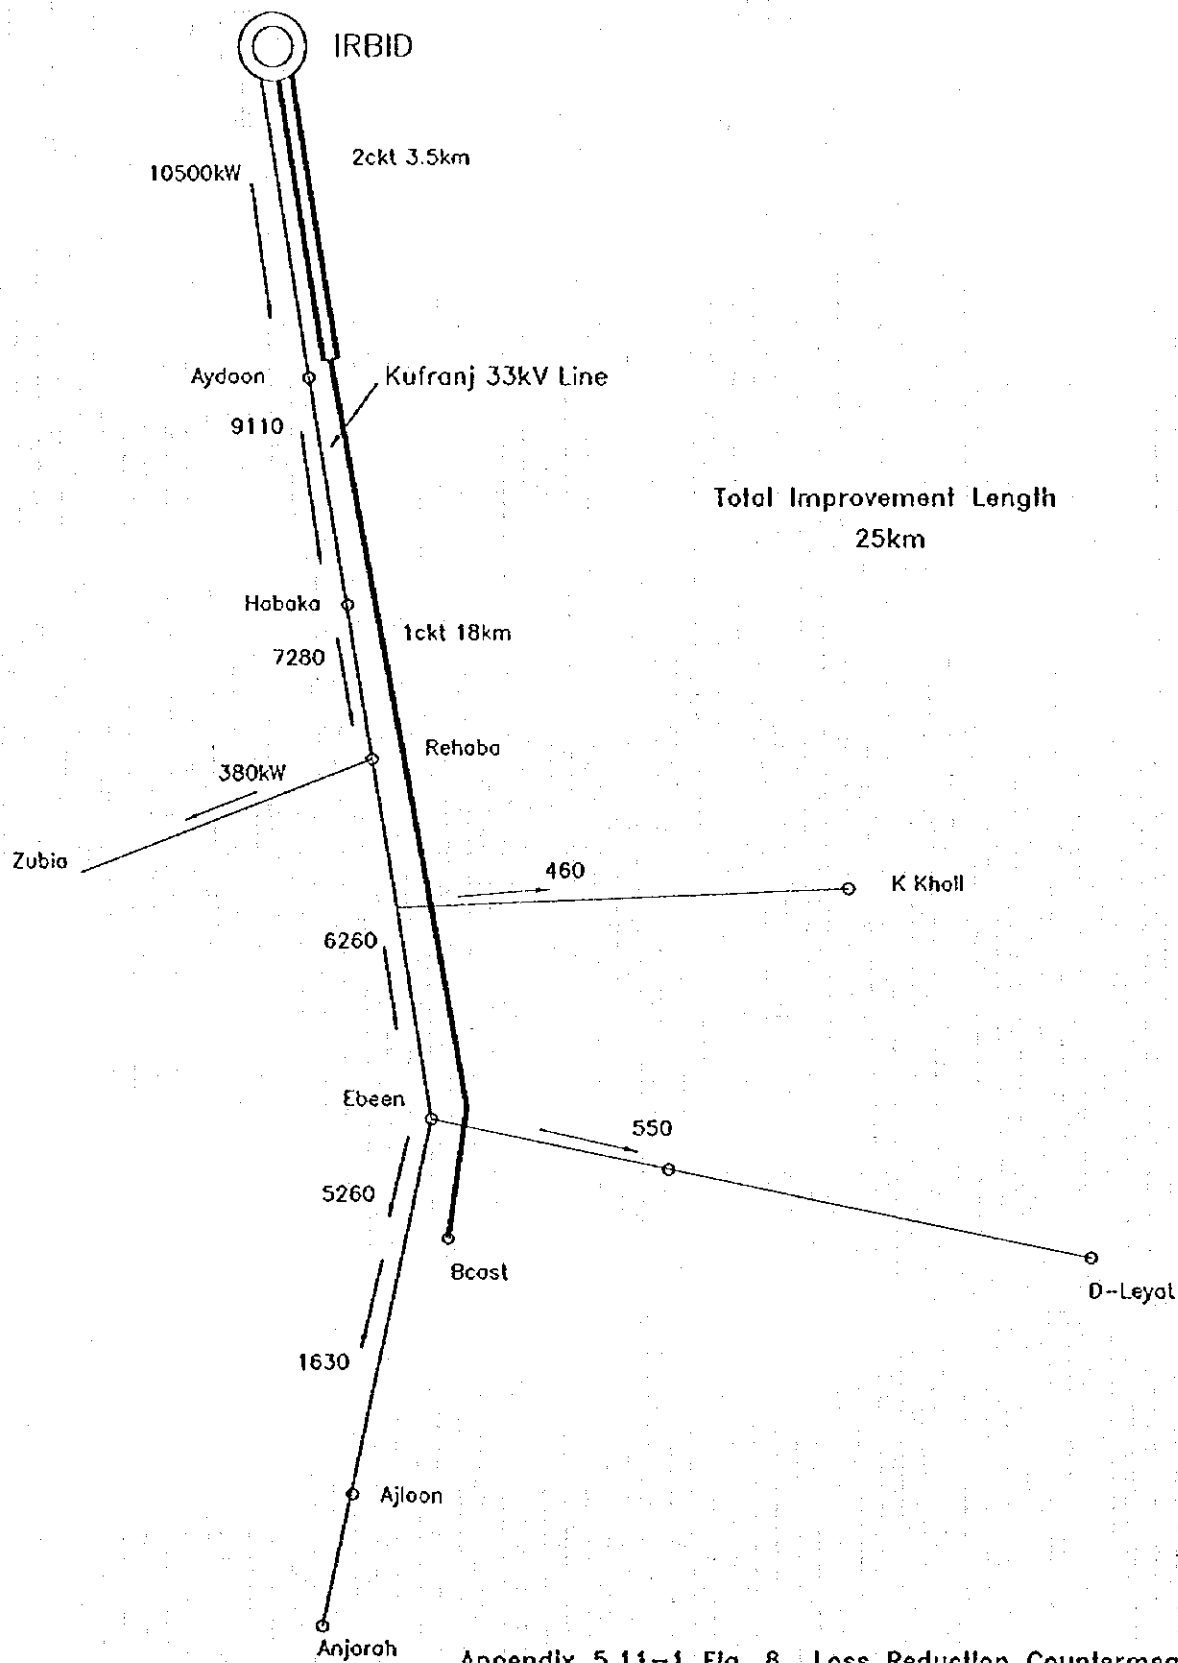 IRBID
2ckt 3.5km
10500kW
Aydoon
Kufranj 33kV Line
9110
Total Improvement Length
25km
Hobaka
1ckt 18km
7280
Rehaba
380kW
Zubia
460
K Kholl
6260
Ebeen
550
5260
Bcast
D-Leyat
1630
Ajloon
Anjorah
Appendix 5.11-1 Fig. 8 Loss Reduction